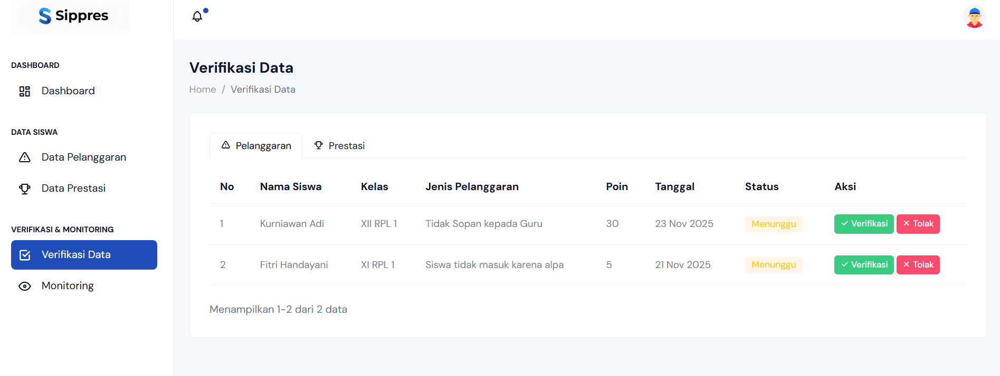 Sippres
DASHBOARD
Dashboard
DATA SISWA
Data Pelanggaran
Data Prestasi
VERIFIKASI & MONITORING
Verifikasi Data
Monitoring
Verifikasi Data
Home / Verifikasi Data
Pelanggaran Prestasi
No Nama Siswa Kelas Jenis Pelanggaran Poin Tanggal Status Aksi
1 Kurniawan Adi XII RPL 1 Tidak Sopan kepada Guru 30 23 Nov 2025 Menunggu Verifikasi Tolak
2 Fitri Handayani XI RPL 1 Siswa tidak masuk karena alpa 5 21 Nov 2025 Menunggu Verifikasi Tolak
Menampilkan 1-2 dari 2 data